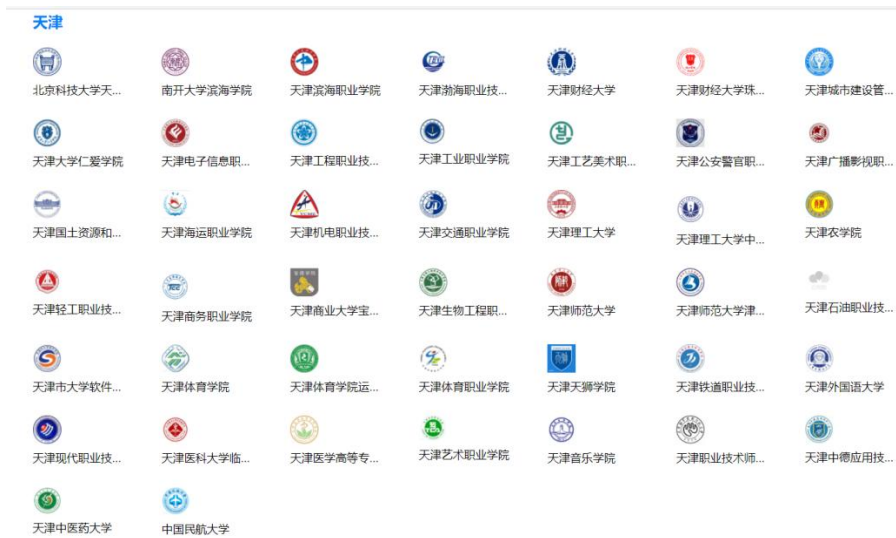 天津
北京科技大学天...
南开大学滨海学院
天津滨海职业学院
天津渤海职业技...
天津财经大学
天津财经大学珠...
天津城市建设管...
天津大学仁爱学院
天津电子信息职...
天津工程职业技...
天津工业职业学院
天津工艺美术职...
天津公安警官职...
天津广播影视职...
天津国土资源和...
天津海运职业学院
天津机电职业技...
天津交通职业学院
天津理工大学
天津理工大学中...
天津农学院
天津轻工职业技...
天津商务职业学院
天津商业大学宝...
天津生物工程职...
天津师范大学
天津师范大学津...
天津石油职业技...
天津市大学软件...
天津体育学院
天津体育学院运...
天津体育职业学院
天津天狮学院
天津铁道职业技...
天津外国语大学
天津现代职业技...
天津医科大学临...
天津医学高等专...
天津艺术职业学院
天津音乐学院
天津职业技术师...
天津中德应用技...
天津中医药大学
中国民航大学